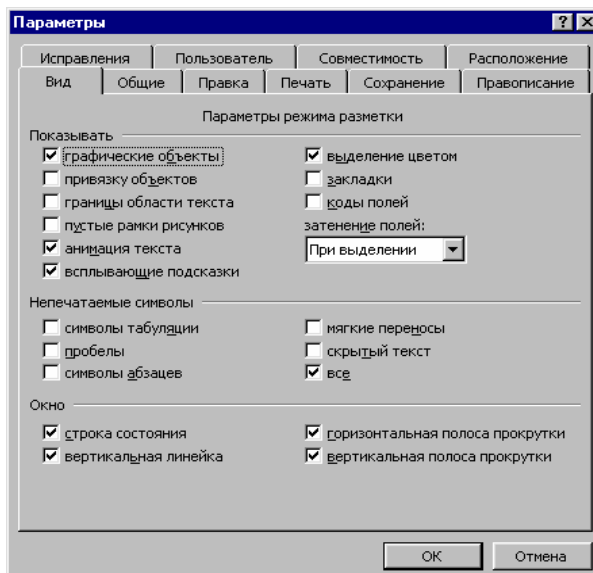 Параметры
Исправления Пользователь Совместимость Расположение
Вид Общие Правка Печать Сохранение Правописание
Параметры режима разметки
Показывать
графические объекты выделение цветом
привязку объектов закладки
границы области текста коды полей
пустые рамки рисунков затенение полей:
анимация текста При выделении
всплывающие подсказки
Непечатаемые символы
символы табуляции мягкие переносы
пробелы скрытый текст
символы абзацев все
Окно
строка состояния горизонтальная полоса прокрутки
вертикальная линейка вертикальная полоса прокрутки
ОК Отмена